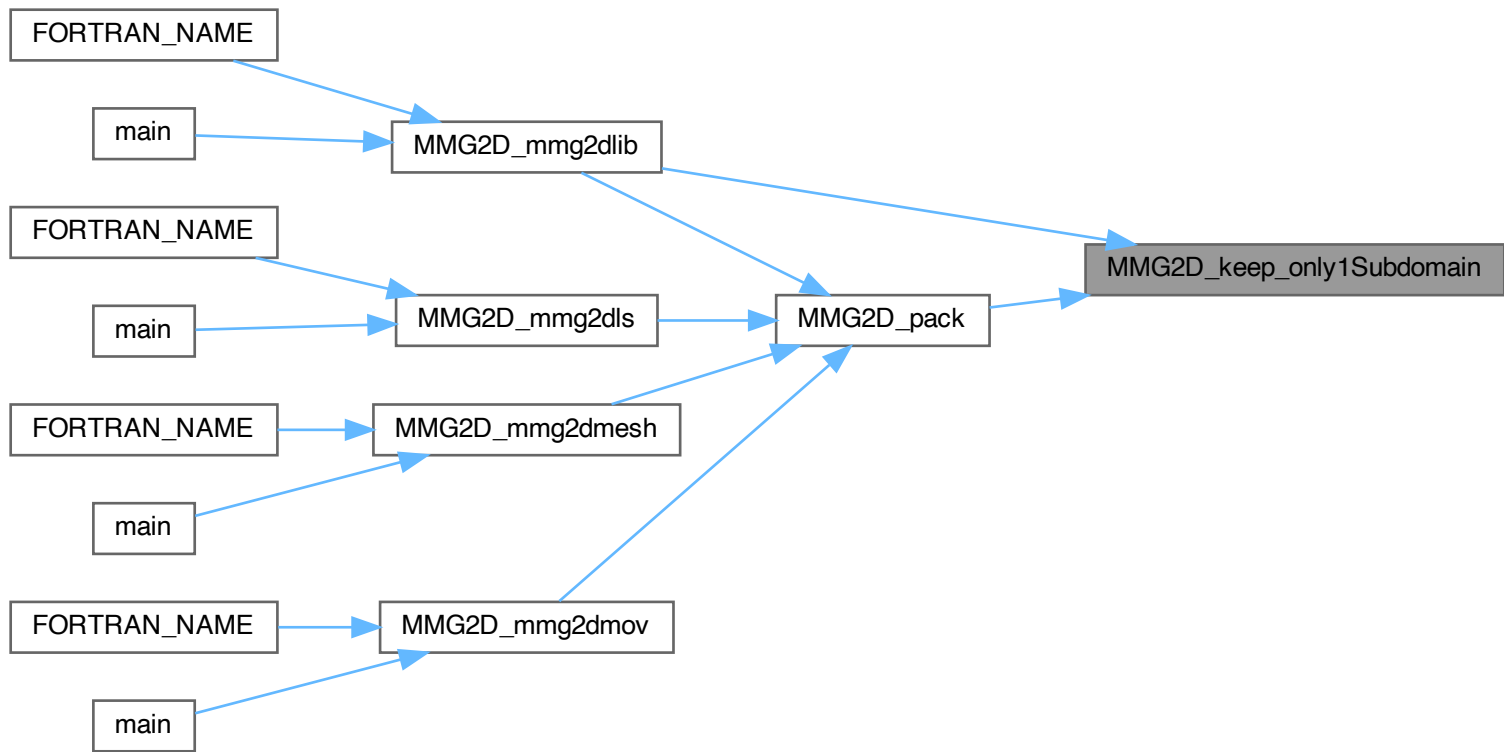 FORTRAN_NAME
main
MMG2D_mmg2dlib
FORTRAN_NAME
MMG2D_keep_only1Subdomain
main
MMG2D_mmg2dls
MMG2D_pack
FORTRAN_NAME
MMG2D_mmg2dmesh
main
FORTRAN_NAME
MMG2D_mmg2dmov
main